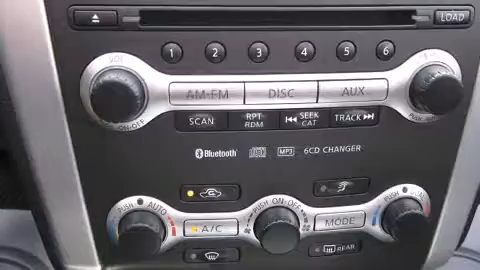 LOAD
1 2 3 4 5 6
VOL
AM•FM DISC AUX
ON•OFF
SCAN RPT RDM SEEK CAT TRACK
Bluetooth MP3 6CD CHANGER
PUSH AUTO PUSH ON•OFF PUSH DUAL
A/C MODE
REAR